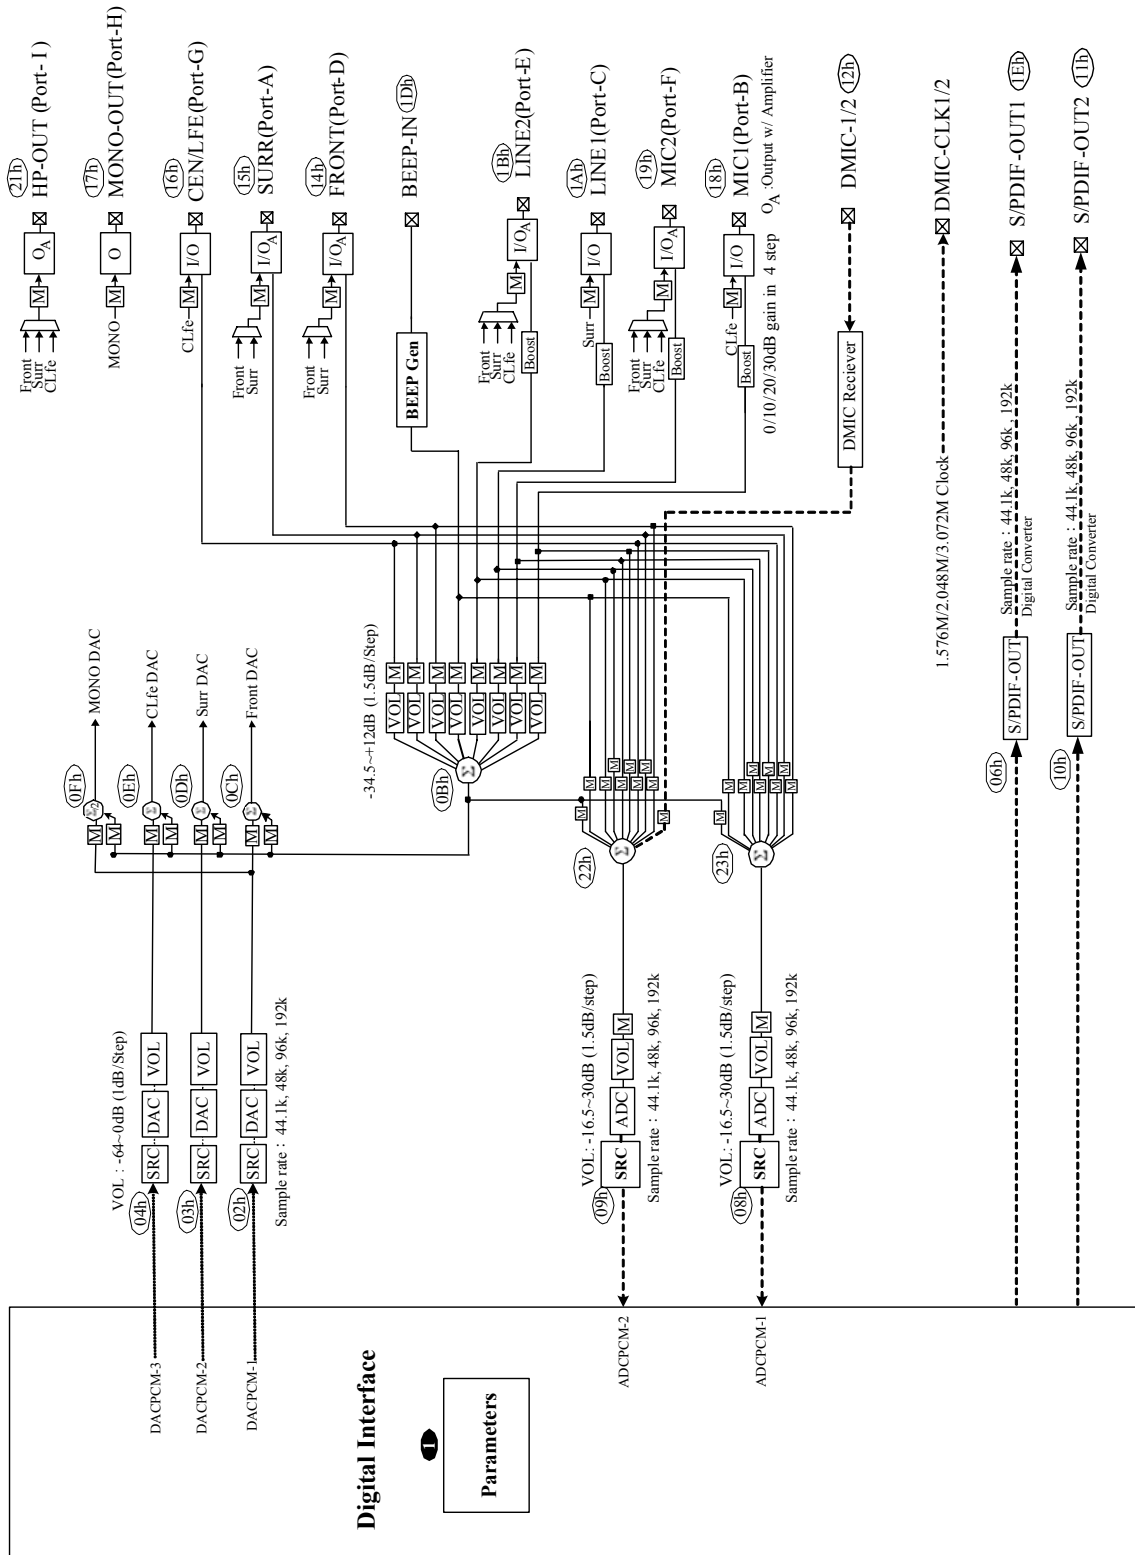 Digital Interface
1
Parameters
DACPCM-3
DACPCM-2
DACPCM-1
ADCPCM-2
ADCPCM-1
VOL : -64~0dB (1dB/Step)
04h
SRC
DAC
VOL
03h
SRC
DAC
VOL
02h
SRC
DAC
VOL
Sample rate : 44.1k, 48k, 96k, 192k
M
M
Σ/2
0Fh
MONO DAC
M
M
Σ
0Eh
CLfe DAC
M
M
Σ
0Dh
Surr DAC
M
M
Σ
0Ch
Front DAC
-34.5~+12dB (1.5dB/Step)
0Bh
Σ
VOL M
VOL M
VOL M
VOL M
VOL M
VOL M
VOL M
VOL M
VOL: -16.5~30dB (1.5dB/step)
09h
SRC
ADC
VOL
M
Sample rate : 44.1k, 48k, 96k, 192k
22h
Σ
M
M
M
M
M
M
M
M
M
M
VOL: -16.5~30dB (1.5dB/step)
08h
SRC
ADC
VOL
M
Sample rate : 44.1k, 48k, 96k, 192k
23h
Σ
M
M
M
M
M
M
M
M
M
Front
Surr
CLfe
M
OA
21h
HP-OUT (Port- I)
MONO
M
O
17h
MONO-OUT(Port-H)
CLfe
M
I/O
16h
CEN/LFE(Port-G)
Front
Surr
M
I/OA
15h
SURR(Port-A)
Front
Surr
M
I/OA
14h
FRONT(Port-D)
BEEP Gen
BEEP-IN
1Dh
Front
Surr
CLfe
M
I/OA
Boost
1Bh
LINE2(Port-E)
Surr
M
I/O
Boost
1Ah
LINE1(Port-C)
Front
Surr
CLfe
M
I/OA
Boost
19h
MIC2(Port-F)
CLfe
M
I/O
Boost
18h
MIC1(Port-B)
0/10/20/30dB gain in 4 step
OA :Output w/ Amplifier
DMIC Reciever
DMIC-1/2
12h
1.576M/2.048M/3.072M Clock
DMIC-CLK1/2
06h
S/PDIF-OUT
Sample rate : 44.1k, 48k, 96k , 192k
Digital Converter
S/PDIF-OUT1
1Eh
10h
S/PDIF-OUT
Sample rate : 44.1k, 48k, 96k , 192k
Digital Converter
S/PDIF-OUT2
11h